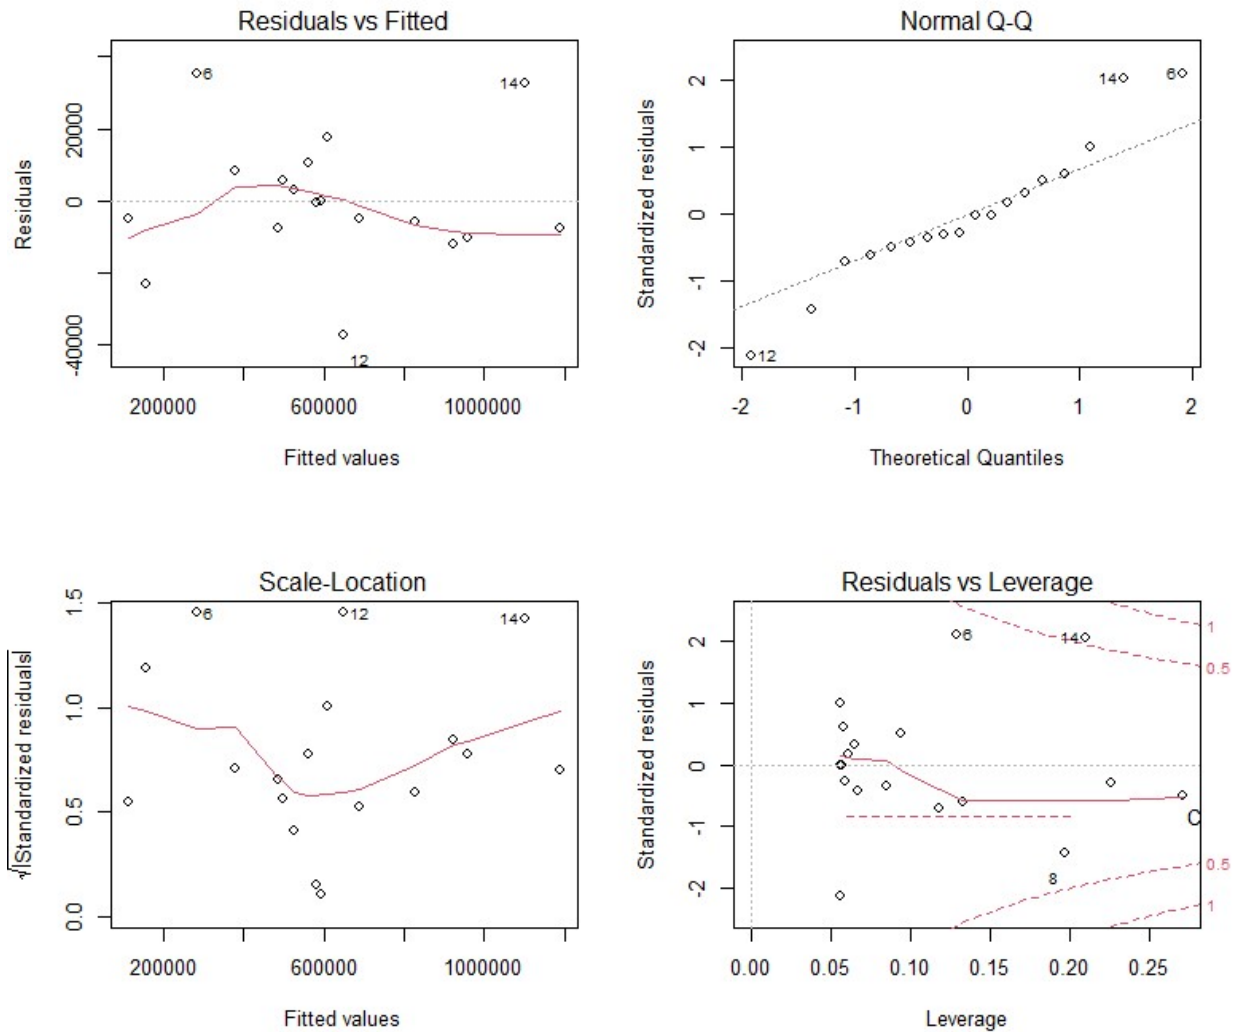 Residuals vs Fitted
Residuals
20000
0
-40000
6
14
12
200000 600000 1000000
Fitted values
Normal Q-Q
Standardized residuals
2
1
0
-1
-2
14
6
12
-2 -1 0 1 2
Theoretical Quantiles
Scale-Location
√|Standardized residuals|
1.5
1.0
0.5
0.0
6
12
14
200000 600000 1000000
Fitted values
Residuals vs Leverage
Standardized residuals
2
1
0
-1
-2
6
14
8
1
0.5
C
0.5
1
0.00 0.05 0.10 0.15 0.20 0.25
Leverage